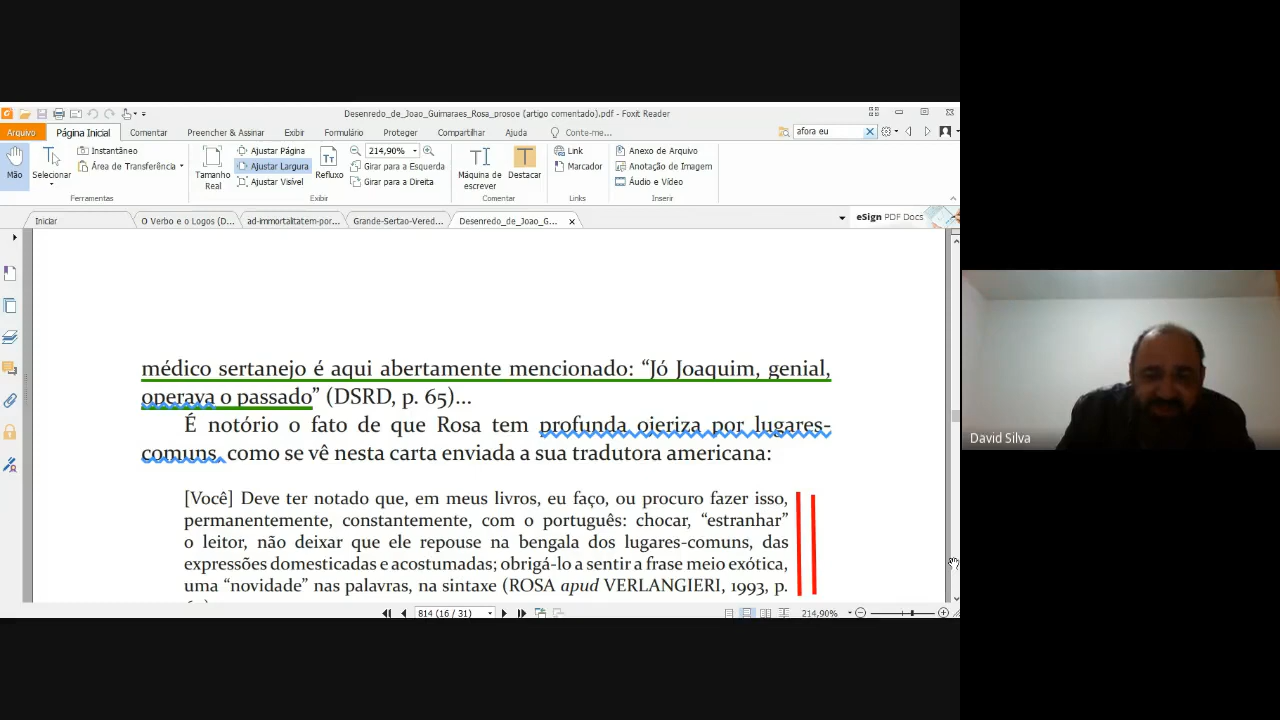 Desenredo_de_Joao_Guimaraes_Rosa_prosoe (artigo comentado).pdf - Foxit Reader
Arquivo Página Inicial Comentar Preencher & Assinar Exibir Formulário Proteger Compartilhar Ajuda Conte-me... afora eu
Mão
Selecionar
Instantâneo
Área de Transferência
Ferramentas
Tamanho Real
Ajustar Página
Ajustar Largura
Ajustar Visível
Refluxo
214,90%
Girar para a Esquerda
Girar para a Direita
Exibir
Máquina de escrever
Destacar
Comentar
Link
Marcador
Links
Anexo de Arquivo
Anotação de Imagem
Áudio e Vídeo
Inserir
Iniciar O Verbo e o Logos (D... ad-immortalitatem-por... Grande-Sertao-Vered... Desenredo_de_Joao_G... eSign PDF Docs
médico sertanejo é aqui abertamente mencionado: “Jó Joaquim, genial,
operava o passado” (DSRD, p. 65)...
É notório o fato de que Rosa tem profunda ojeriza por lugares-
comuns, como se vê nesta carta enviada a sua tradutora americana:
[Você] Deve ter notado que, em meus livros, eu faço, ou procuro fazer isso,
permanentemente, constantemente, com o português: chocar, “estranhar”
o leitor, não deixar que ele repouse na bengala dos lugares-comuns, das
expressões domesticadas e acostumadas; obrigá-lo a sentir a frase meio exótica,
uma “novidade” nas palavras, na sintaxe (ROSA apud VERLANGIERI, 1993, p.
814 (16 / 31) 214,90%
David Silva